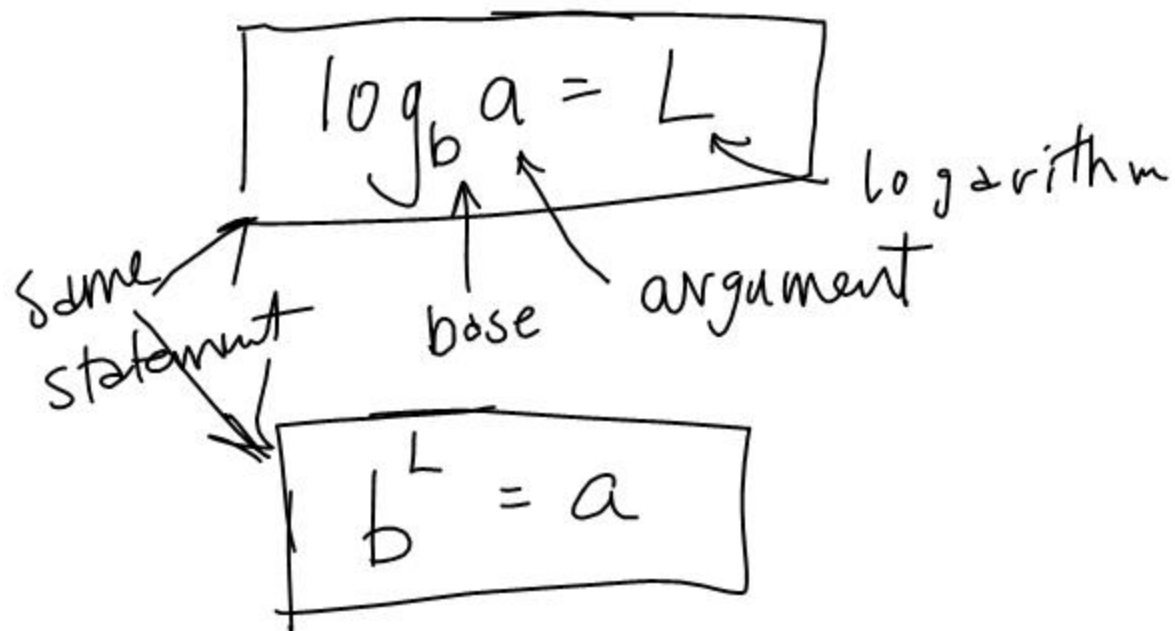 log_b a = L
logarithm
argument
base
same
statement
b^L = a